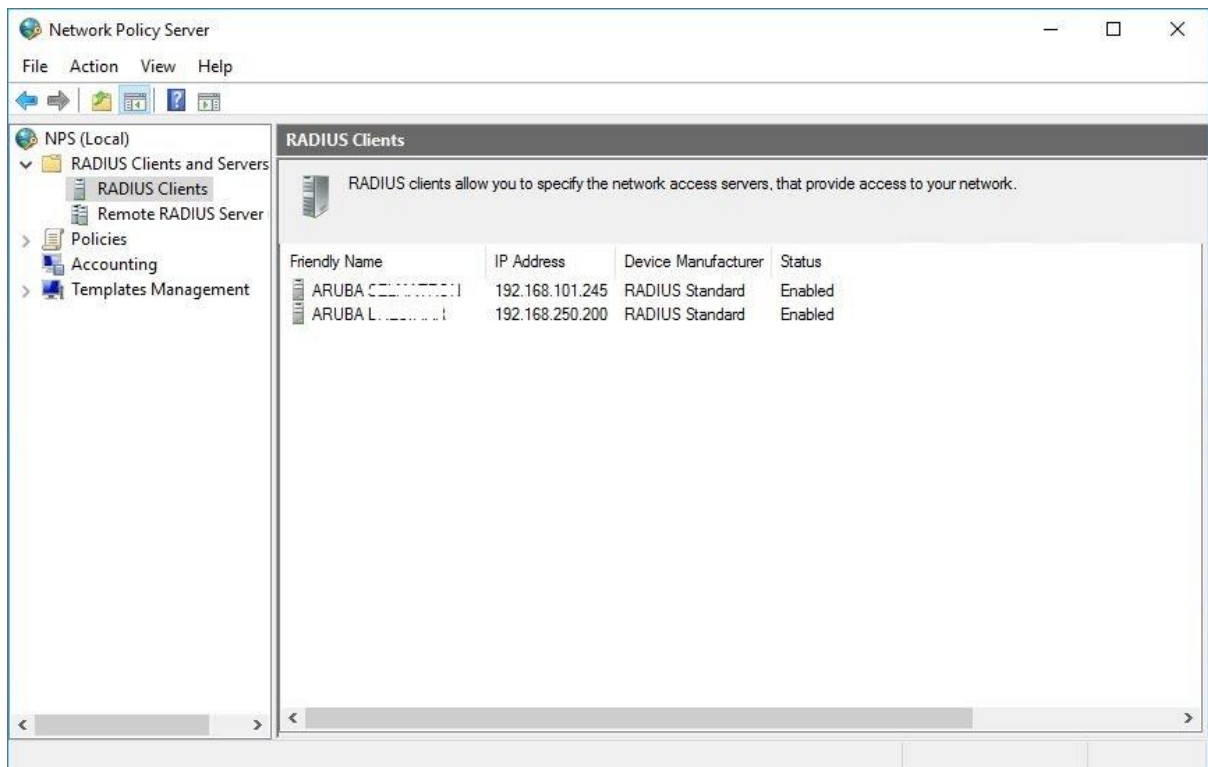 Network Policy Server
File Action View Help
NPS (Local)
RADIUS Clients and Servers
RADIUS Clients
Remote RADIUS Server
Policies
Accounting
Templates Management
RADIUS Clients
RADIUS clients allow you to specify the network access servers, that provide access to your network.
Friendly Name IP Address Device Manufacturer Status
ARUBA 192.168.101.245 RADIUS Standard Enabled
ARUBA 192.168.250.200 RADIUS Standard Enabled